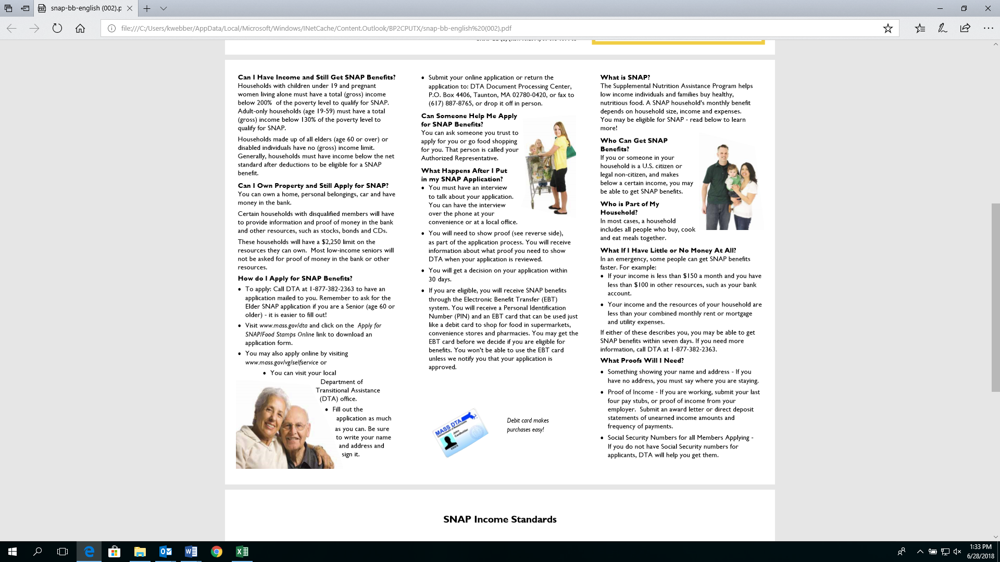 snap-bb-english (002).p
file:///C:/Users/kwebber/AppData/Local/Microsoft/Windows/INetCache/Content.Outlook/BP2CPUTX/snap-bb-english%20(002).pdf
Can I Have Income and Still Get SNAP Benefits?
Households with children under 19 and pregnant
women living alone must have a total (gross) income
below 200% of the poverty level to qualify for SNAP.
Adult-only households (age 19-59) must have a total
(gross) income below 130% of the poverty level to
qualify for SNAP.
Households made up of all elders (age 60 or over) or
disabled individuals have no (gross) income limit.
Generally, households must have income below the net
standard after deductions to be eligible for a SNAP
benefit.
Can I Own Property and Still Apply for SNAP?
You can own a home, personal belongings, car and have
money in the bank.
Certain households with disqualified members will have
to provide information and proof of money in the bank
and other resources, such as stocks, bonds and CDs.
These households will have a $2,250 limit on the
resources they can own. Most low-income seniors will
not be asked for proof of money in the bank or other
resources.
How do I Apply for SNAP Benefits?
• To apply: Call DTA at 1-877-382-2363 to have an
application mailed to you. Remember to ask for the
Elder SNAP application if you are a Senior (age 60 or
older) - it is easier to fill out!
• Visit www.mass.gov/dta and click on the Apply for
SNAP/Food Stamps Online link to download an
application form.
• You may also apply online by visiting
www.mass.gov/vg/selfservice or
• You can visit your local
Department of
Transitional Assistance
(DTA) office.
• Fill out the
application as much
as you can. Be sure
to write your name
and address and
sign it.
• Submit your online application or return the
application to: DTA Document Processing Center,
P.O. Box 4406, Taunton, MA 02780-0420, or fax to
(617) 887-8765, or drop it off in person.
Can Someone Help Me Apply
for SNAP Benefits?
You can ask someone you trust to
apply for you or go food shopping
for you. That person is called your
Authorized Representative.
What Happens After I Put
in my SNAP Application?
• You must have an interview
to talk about your application.
You can have the interview
over the phone at your
convenience or at a local office.
• You will need to show proof (see reverse side),
as part of the application process. You will receive
information about what proof you need to show
DTA when your application is reviewed.
• You will get a decision on your application within
30 days.
• If you are eligible, you will receive SNAP benefits
through the Electronic Benefit Transfer (EBT)
system. You will receive a Personal Identification
Number (PIN) and an EBT card that can be used just
like a debit card to shop for food in supermarkets,
convenience stores and pharmacies. You may get the
EBT card before we decide if you are eligible for
benefits. You won't be able to use the EBT card
unless we notify you that your application is
approved.
MASS DTA
John
Cardholder
Debit card makes
purchases easy!
What is SNAP?
The Supplemental Nutrition Assistance Program helps
low income individuals and families buy healthy,
nutritious food. A SNAP household's monthly benefit
depends on household size, income and expenses.
You may be eligible for SNAP - read below to learn
more!
Who Can Get SNAP
Benefits?
If you or someone in your
household is a U.S. citizen or
legal non-citizen, and makes
below a certain income, you may
be able to get SNAP benefits.
Who is Part of My
Household?
In most cases, a household
includes all people who buy, cook
and eat meals together.
What If I Have Little or No Money At All?
In an emergency, some people can get SNAP benefits
faster. For example:
• If your income is less than $150 a month and you have
less than $100 in other resources, such as your bank
account.
• Your income and the resources of your household are
less than your combined monthly rent or mortgage
and utility expenses.
If either of these describes you, you may be able to get
SNAP benefits within seven days. If you need more
information, call DTA at 1-877-382-2363.
What Proofs Will I Need?
• Something showing your name and address - If you
have no address, you must say where you are staying.
• Proof of Income - If you are working, submit your last
four pay stubs, or proof of income from your
employer. Submit an award letter or direct deposit
statements of unearned income amounts and
frequency of payments.
• Social Security Numbers for all Members Applying -
If you do not have Social Security numbers for
applicants, DTA will help you get them.
SNAP Income Standards
1:33 PM
6/28/2018